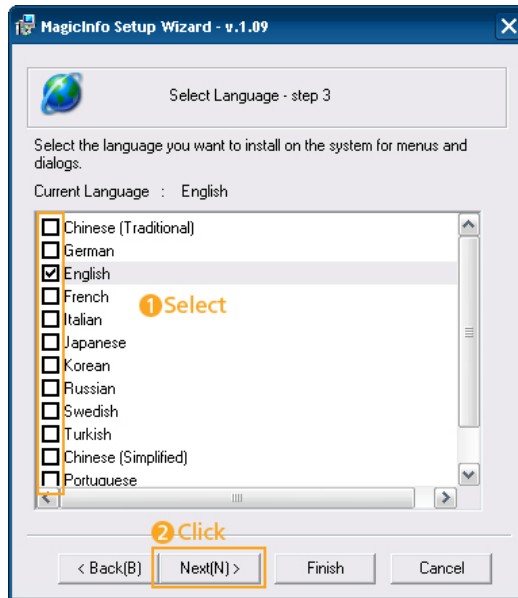 MagicInfo Setup Wizard - v.1.09
Select Language - step 3
Select the language you want to install on the system for menus and
dialogs.
Current Language : English
Chinese (Traditional)
German
English
French
Italian
Japanese
Korean
Russian
Swedish
Turkish
Chinese (Simplified)
Portuguese
1 Select
2 Click
< Back(B)
Next(N) >
Finish
Cancel